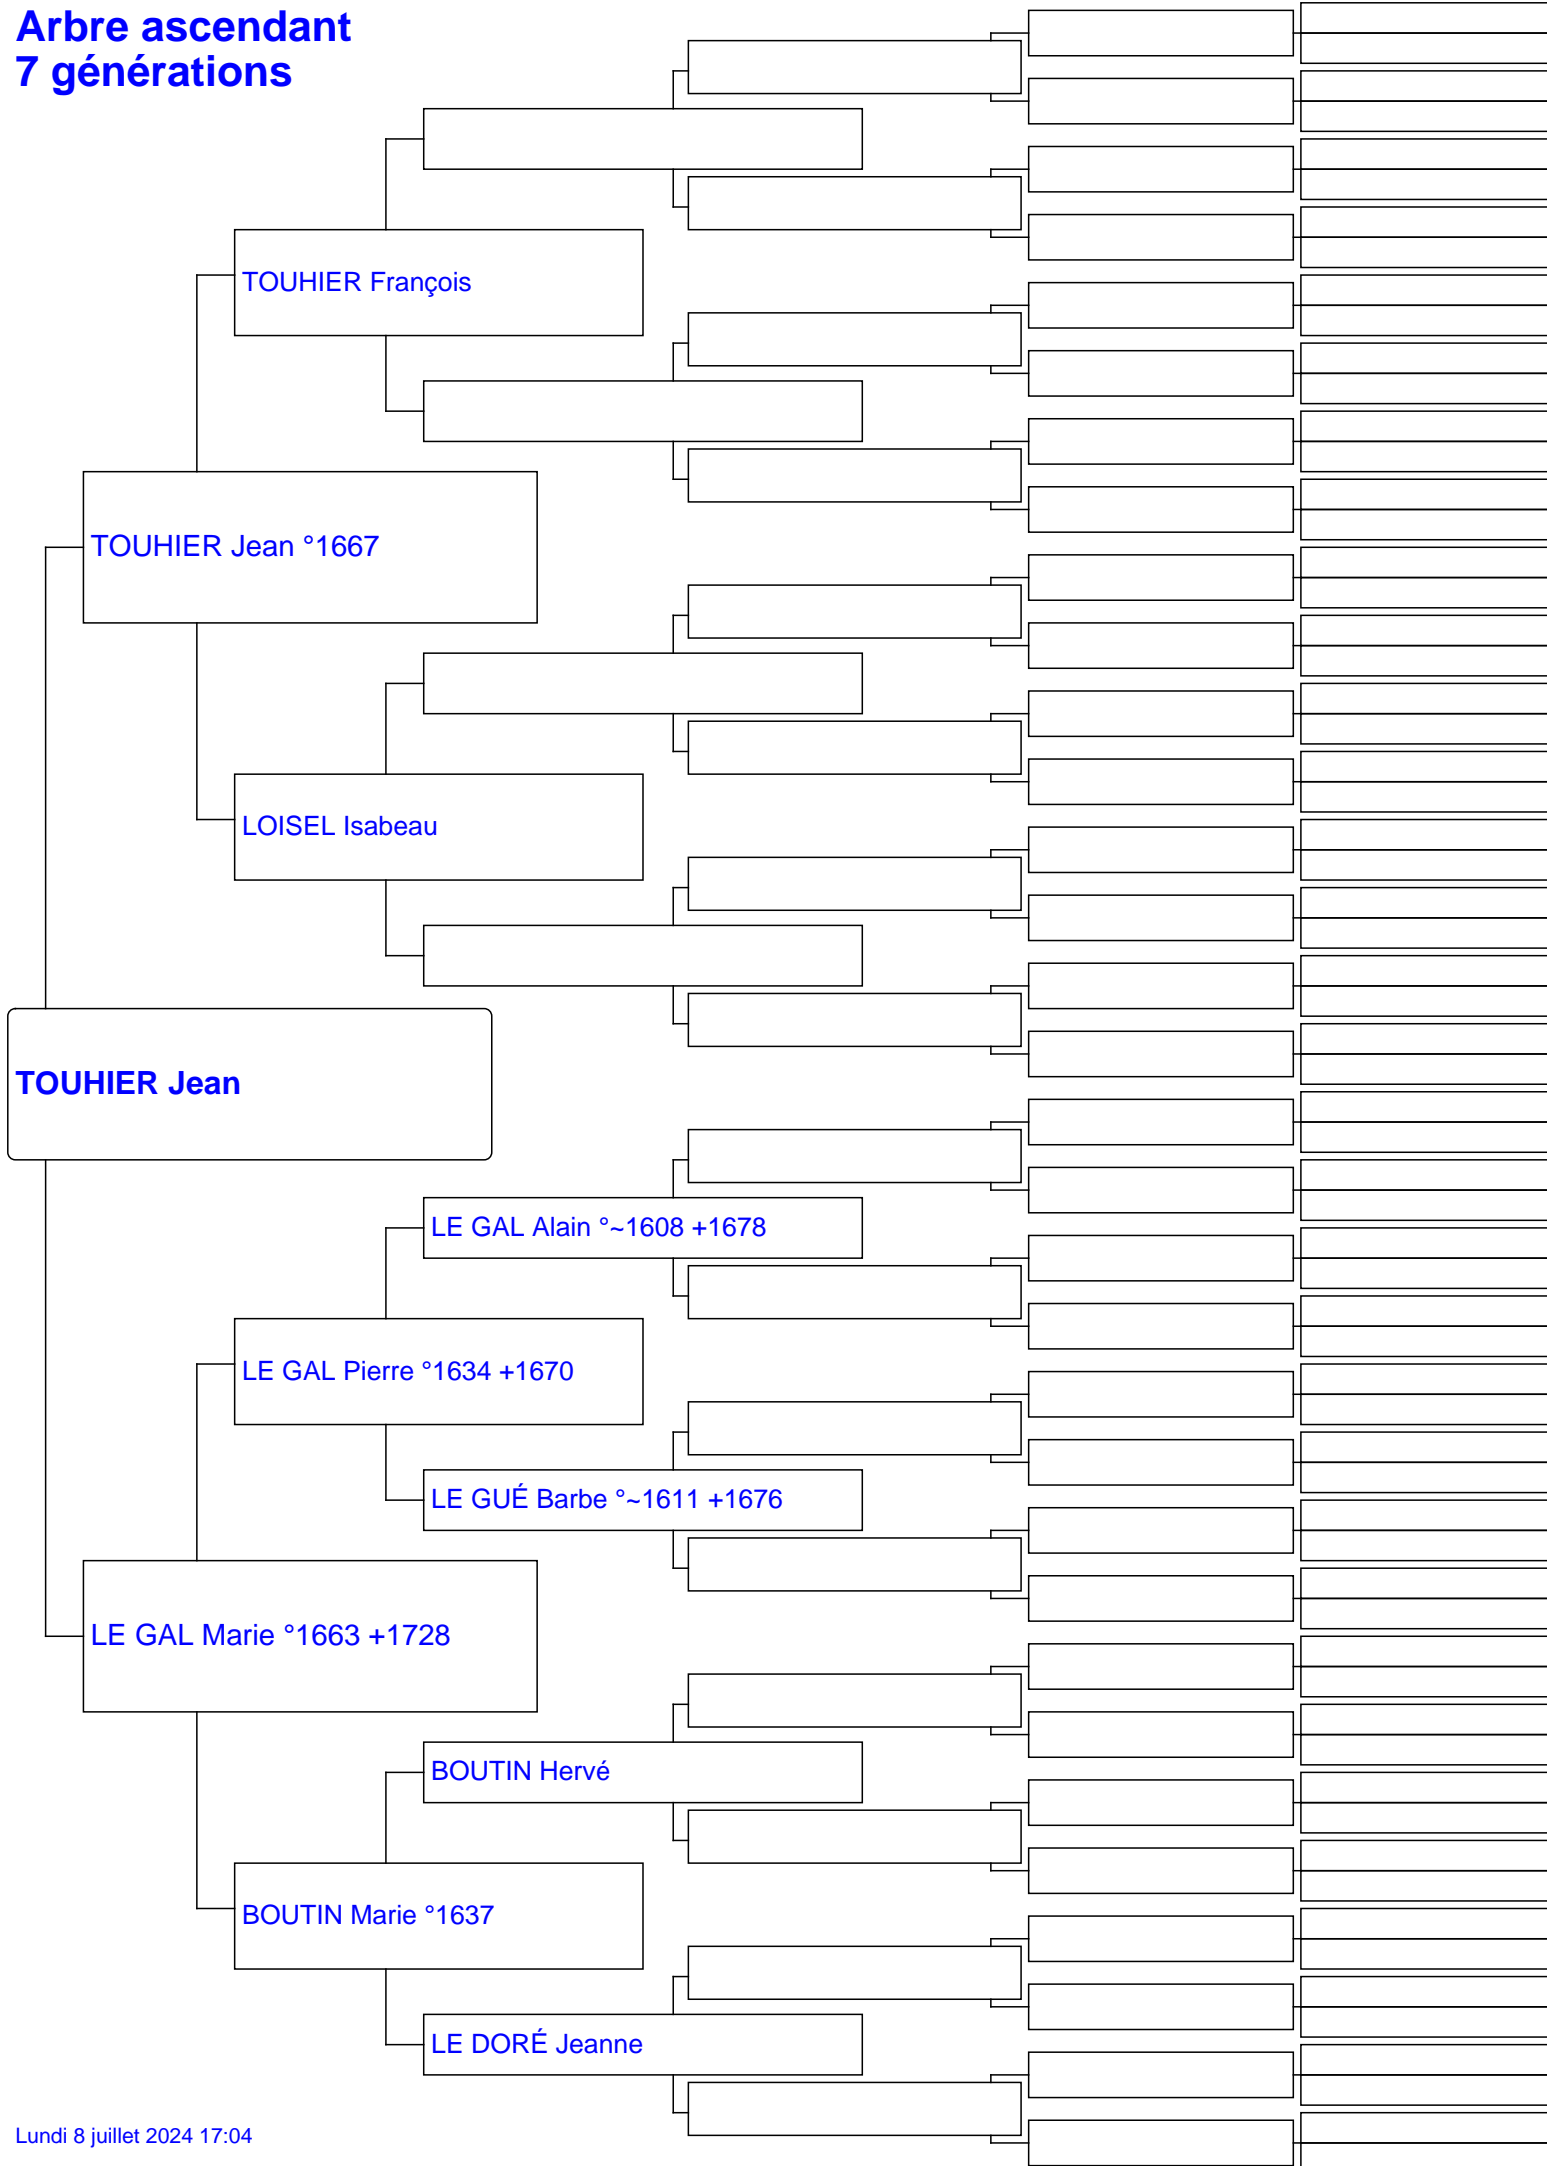 Arbre ascendant
7 générations
TOUHIER François
TOUHIER Jean °1667
LOISEL Isabeau
TOUHIER Jean
LE GAL Alain °~1608 +1678
LE GAL Pierre °1634 +1670
LE GUÉ Barbe °~1611 +1676
LE GAL Marie °1663 +1728
BOUTIN Hervé
BOUTIN Marie °1637
LE DORÉ Jeanne
Lundi 8 juillet 2024 17:04